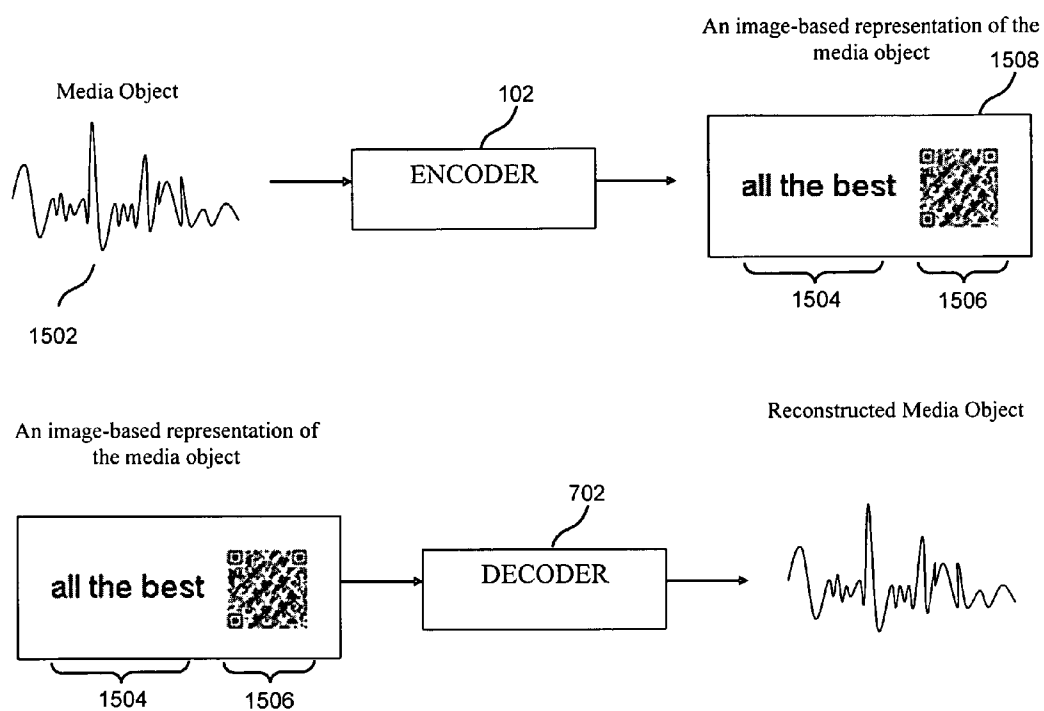 An image-based representation of the
media object
1508
Media Object
102
ENCODER
all the best
1504
1506
1502
Reconstructed Media Object
An image-based representation of
the media object
702
DECODER
all the best
1504
1506